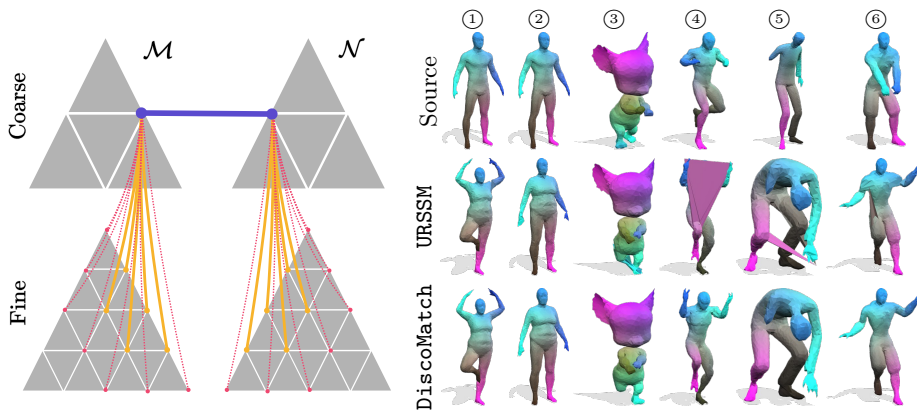 ① ② ③ ④ ⑤ ⑥
ℳ 𝒩
Coarse
Source
URSSM
Fine
DiscoMatch